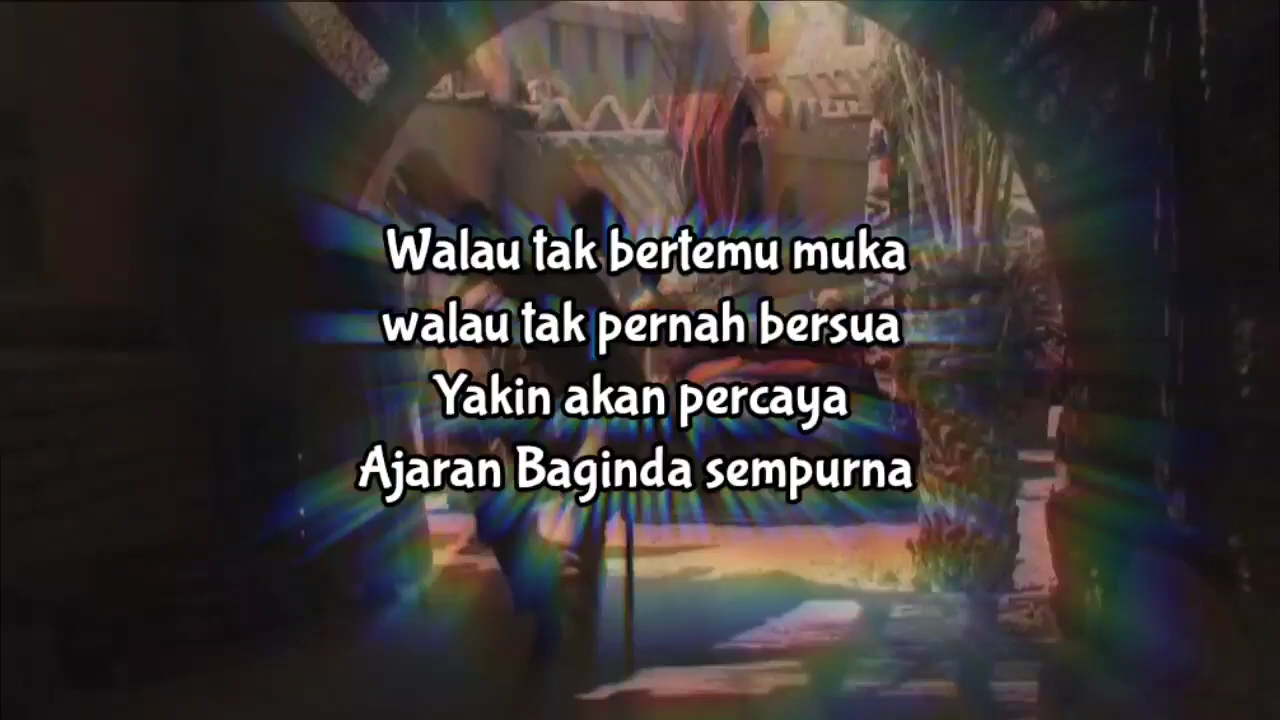 Walau tak bertemu muka
walau tak pernah bersua
Yakin akan percaya
Ajaran Baginda sempurna